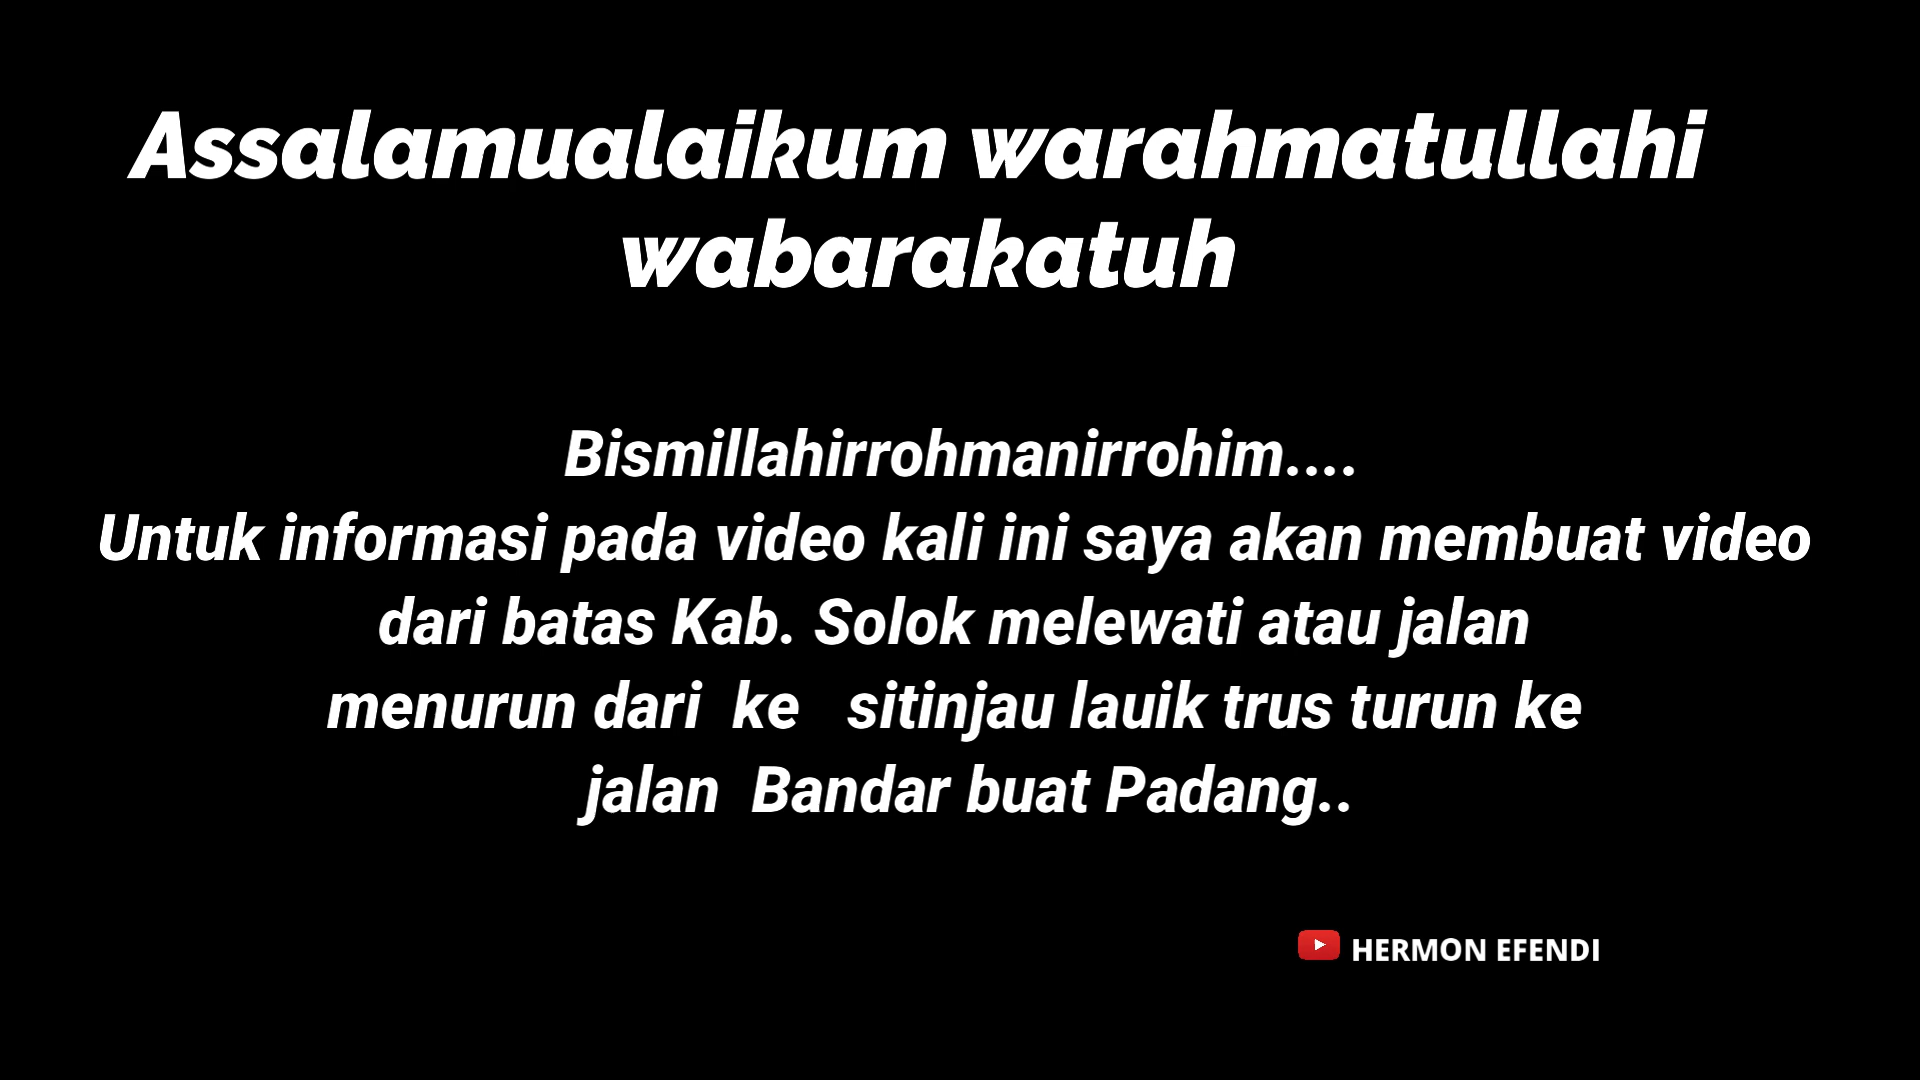 Assalamualaikum warahmatullahi
wabarakatuh
Bismillahirrohmanirrohim....
Untuk informasi pada video kali ini saya akan membuat video
dari batas Kab. Solok melewati atau jalan
menurun dari  ke   sitinjau lauik trus turun ke
jalan  Bandar buat Padang..
HERMON EFENDI